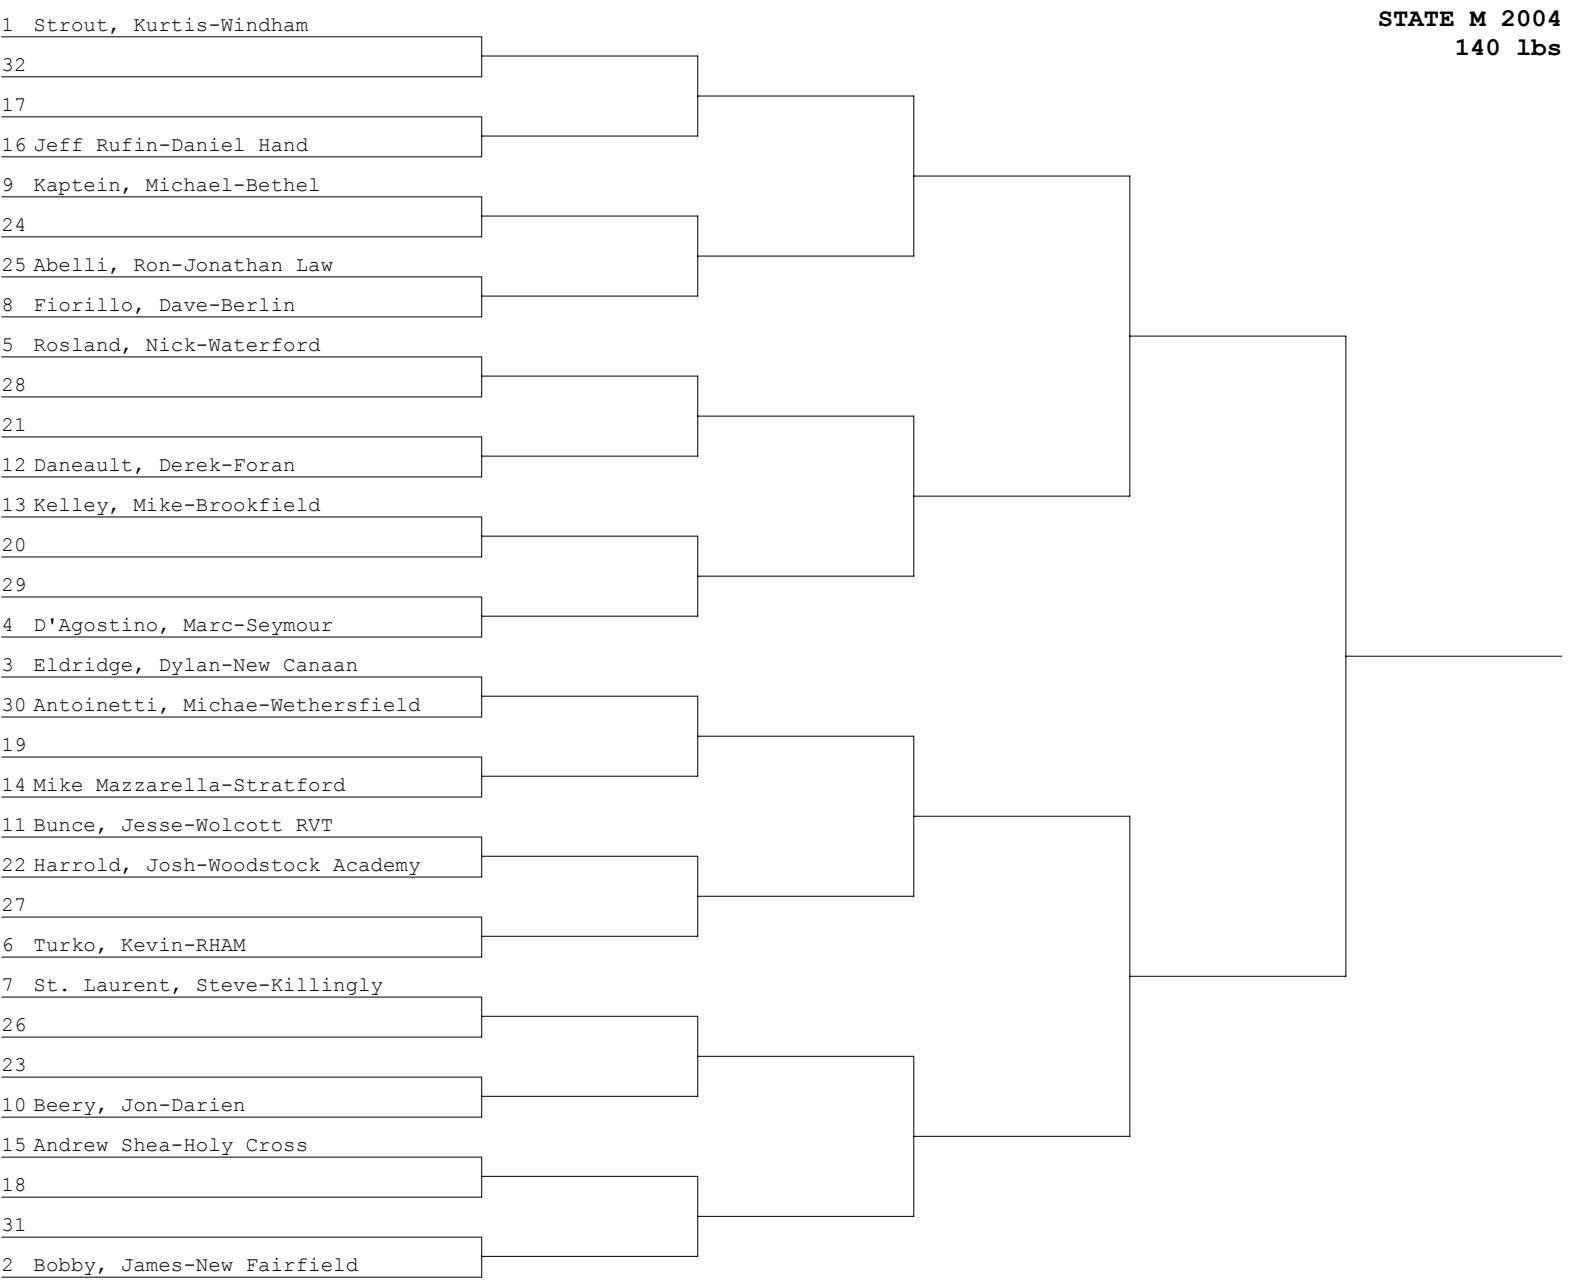 STATE M 2004
140 lbs
1 Strout, Kurtis-Windham
32
17
16 Jeff Rufin-Daniel Hand
9 Kaptein, Michael-Bethel
24
25 Abelli, Ron-Jonathan Law
8 Fiorillo, Dave-Berlin
5 Rosland, Nick-Waterford
28
21
12 Daneault, Derek-Foran
13 Kelley, Mike-Brookfield
20
29
4 D'Agostino, Marc-Seymour
3 Eldridge, Dylan-New Canaan
30 Antoinetti, Michae-Wethersfield
19
14 Mike Mazzarella-Stratford
11 Bunce, Jesse-Wolcott RVT
22 Harrold, Josh-Woodstock Academy
27
6 Turko, Kevin-RHAM
7 St. Laurent, Steve-Killingly
26
23
10 Beery, Jon-Darien
15 Andrew Shea-Holy Cross
18
31
2 Bobby, James-New Fairfield